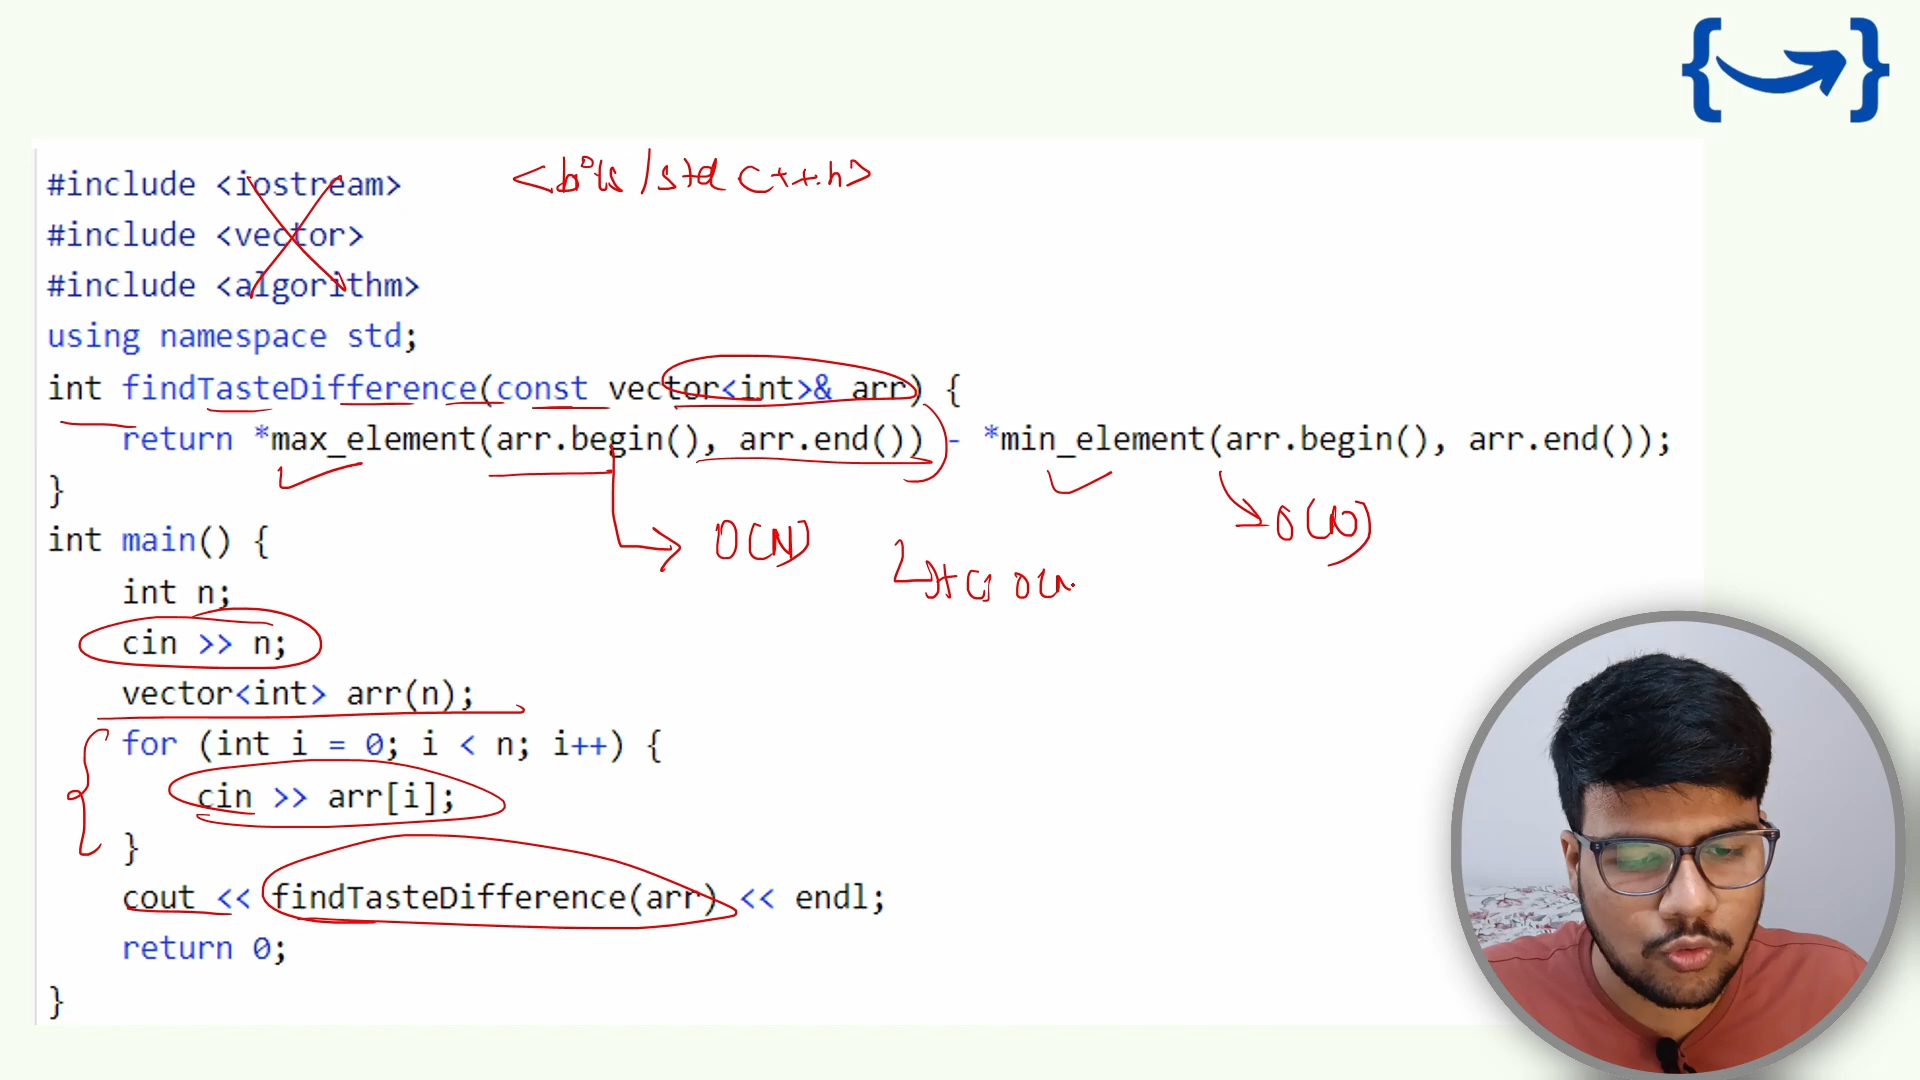 #include <iostream>
<bits/stdc++.h>
#include <vector>
#include <algorithm>
using namespace std;
int findTasteDifference(const vector<int>& arr) {
    return *max_element(arr.begin(), arr.end()) - *min_element(arr.begin(), arr.end());
}
O(N)
O(N)
int main() {
    int n;
    cin >> n;
    vector<int> arr(n);
    for (int i = 0; i < n; i++) {
        cin >> arr[i];
    }
    cout << findTasteDifference(arr) << endl;
    return 0;
}